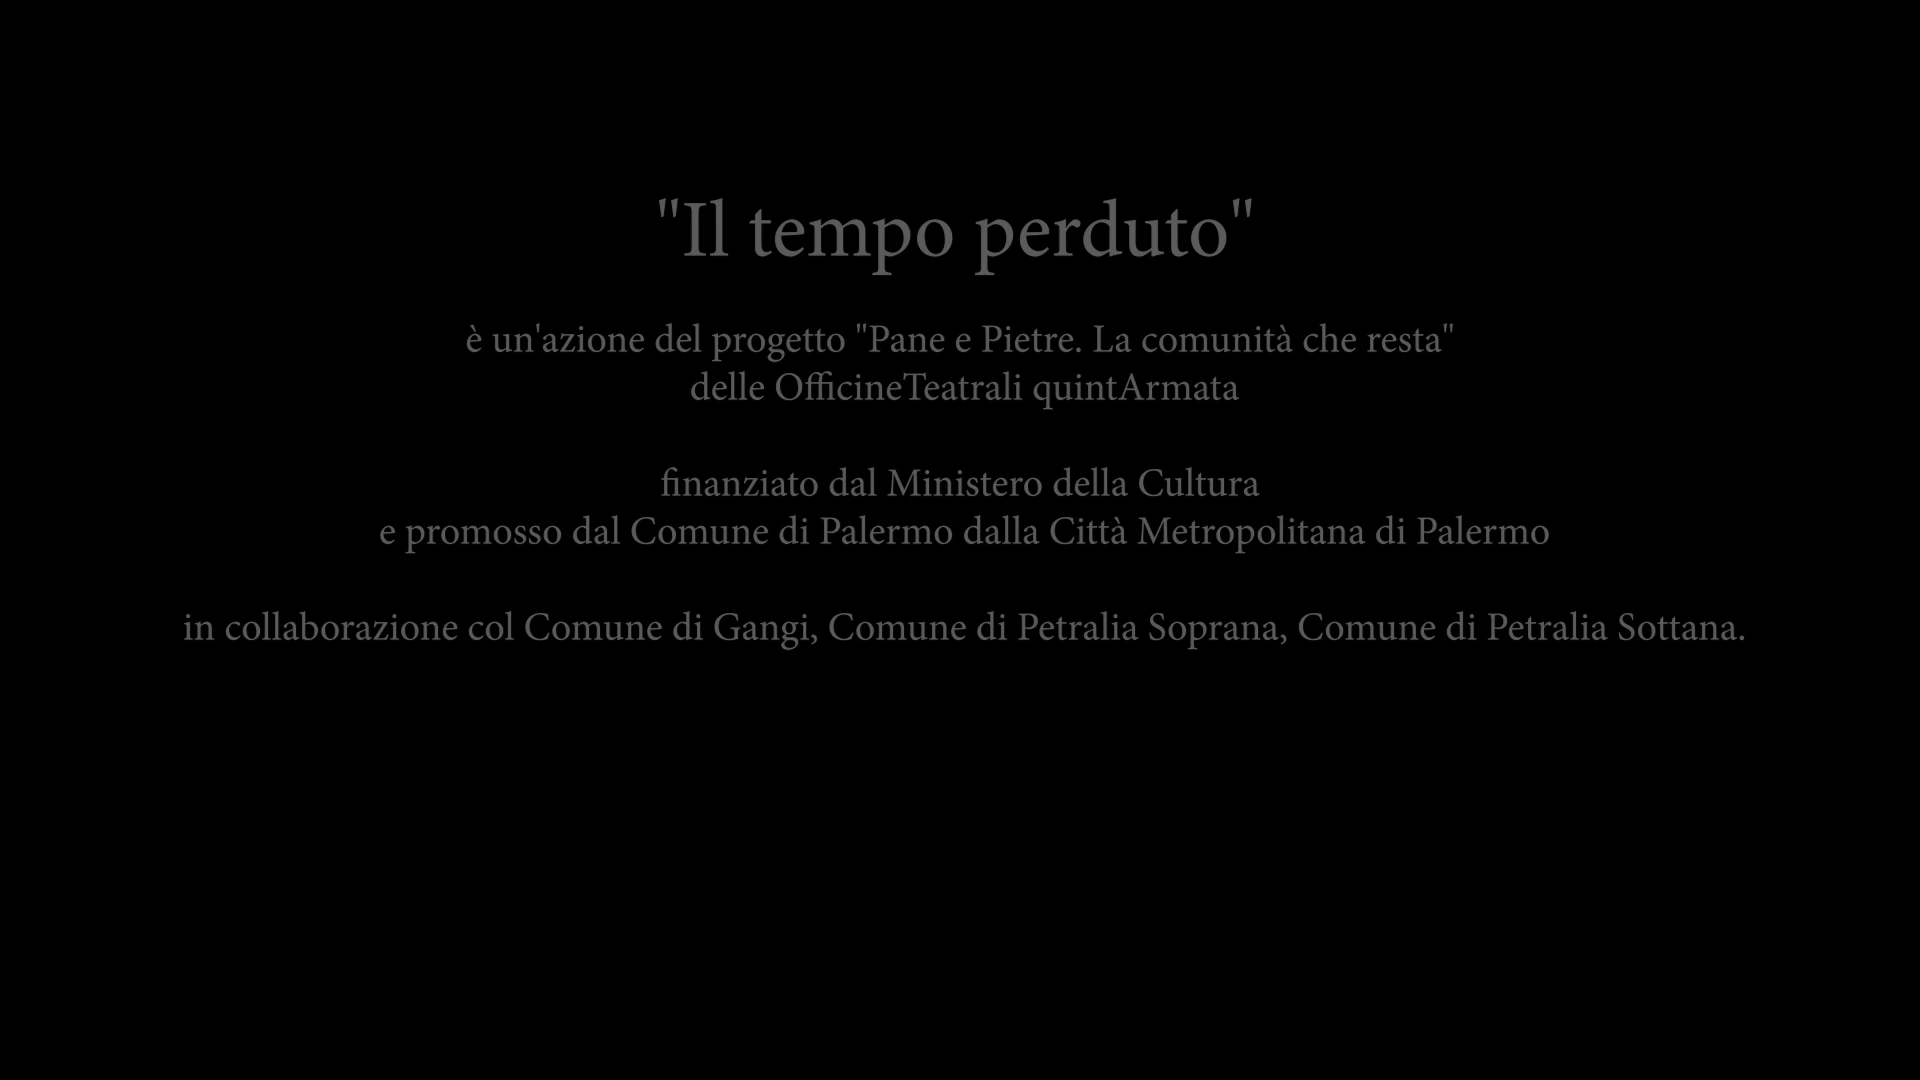 "Il tempo perduto"
è un'azione del progetto "Pane e Pietre. La comunità che resta"
delle OfficineTeatrali quintArmata
finanziato dal Ministero della Cultura
e promosso dal Comune di Palermo dalla Città Metropolitana di Palermo
in collaborazione col Comune di Gangi, Comune di Petralia Soprana, Comune di Petralia Sottana.